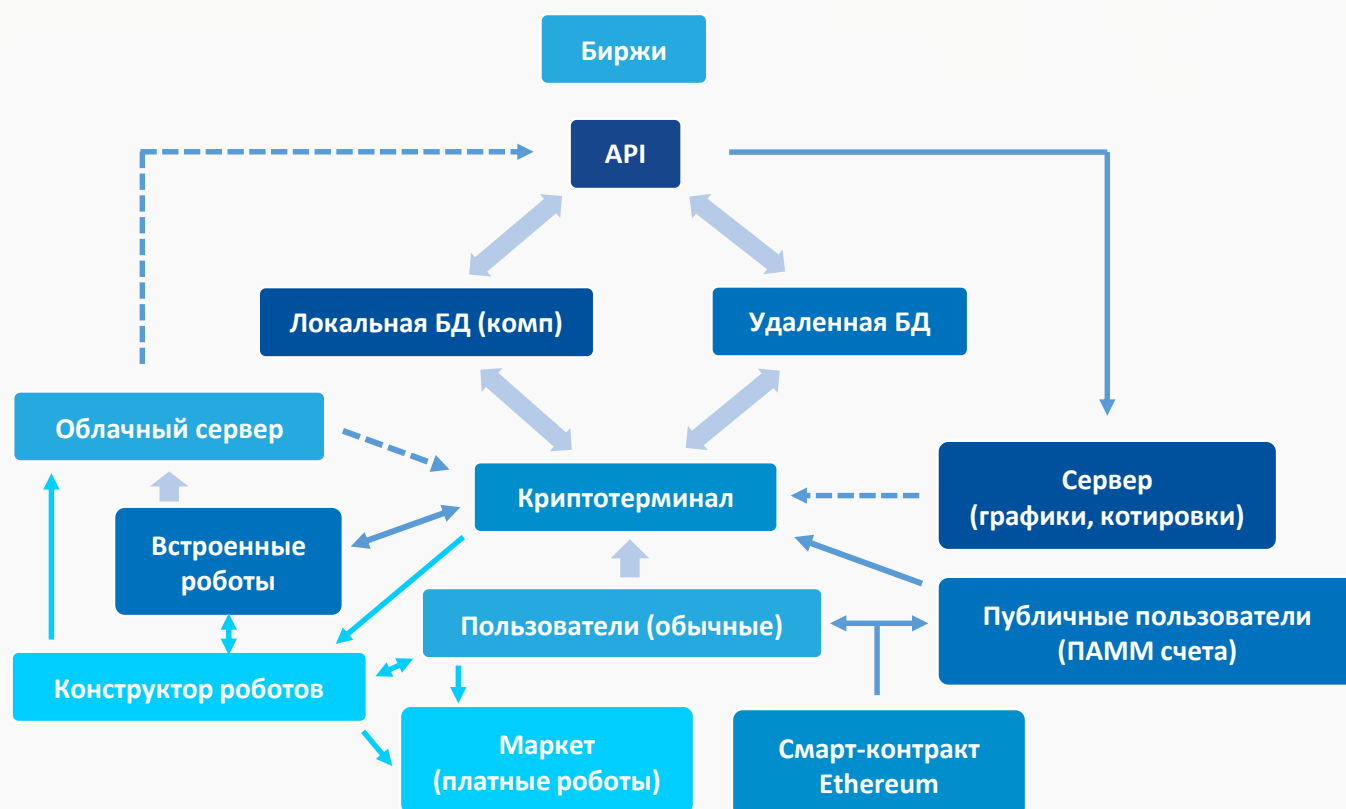 Биржи
API
Локальная БД (комп)
Удаленная БД
Облачный сервер
Криптотерминал
Сервер
(графики, котировки)
Встроенные
роботы
Пользователи (обычные)
Публичные пользователи
(ПАММ счета)
Конструктор роботов
Маркет
(платные роботы)
Смарт-контракт
Ethereum